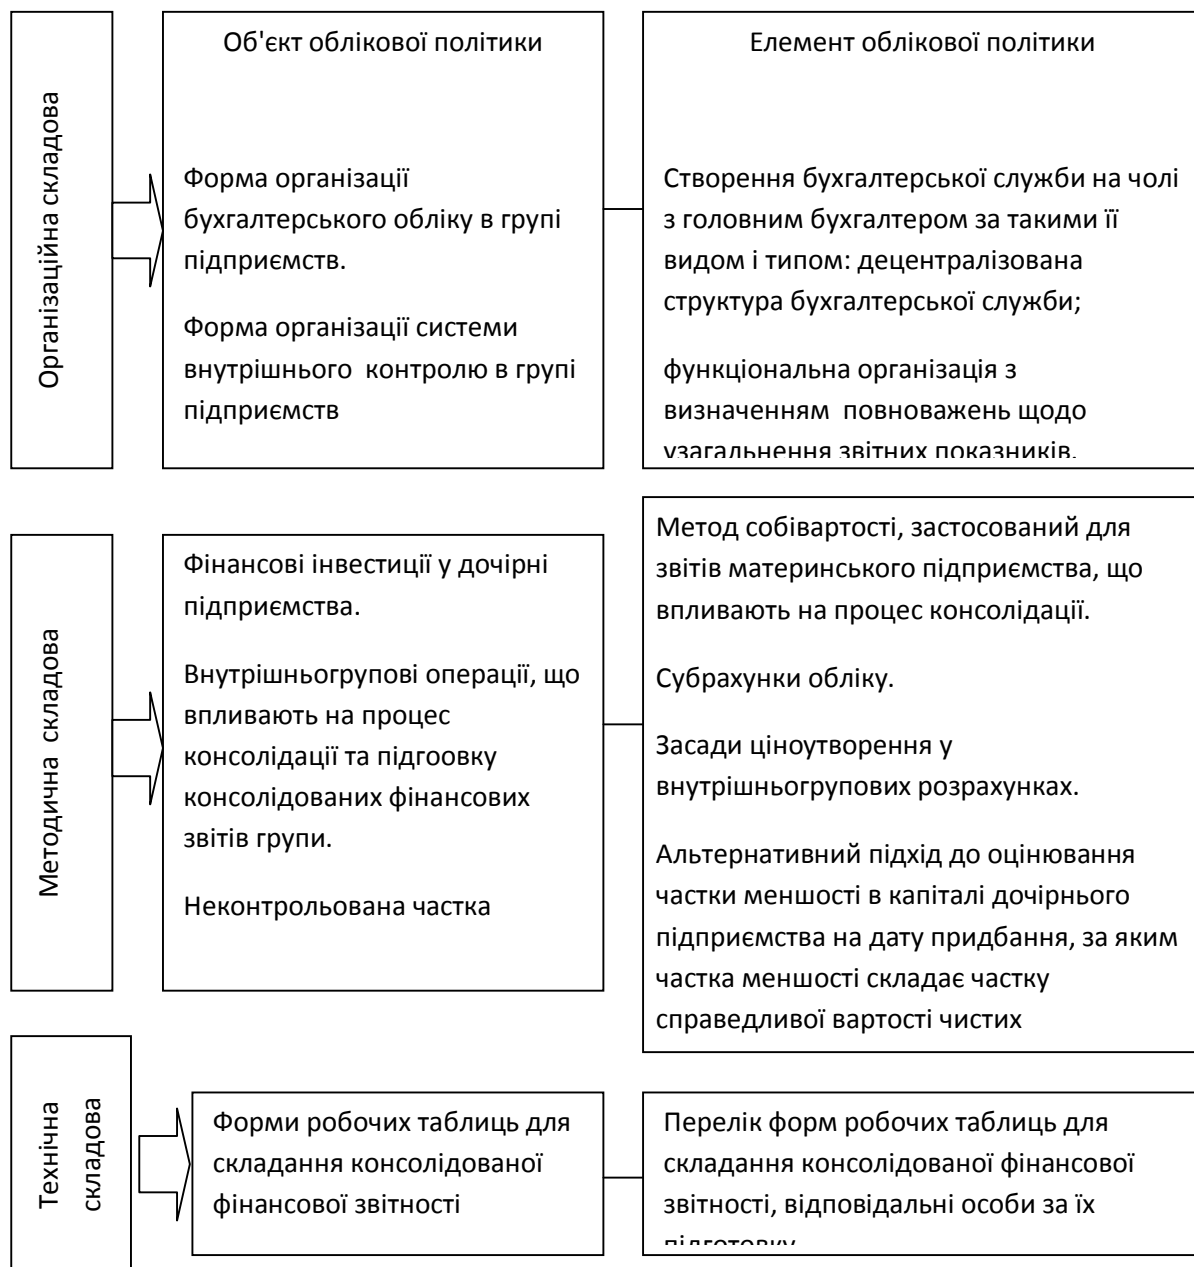 Організаційна складова
Об'єкт облікової політики
Форма організації
бухгалтерського обліку в групі
підприємств.
Форма організації системи
внутрішнього контролю в групі
підприємств
Елемент облікової політики
Створення бухгалтерської служби на чолі
з головним бухгалтером за такими її
видом і типом: децентралізована
структура бухгалтерської служби;
функціональна організація з
визначенням повноважень щодо
узагальнення звітних показників.
Методична складова
Фінансові інвестиції у дочірні
підприємства.
Внутрішньогрупові операції, що
впливають на процес
консолідації та підгоовку
консолідованих фінансових
звітів групи.
Неконтрольована частка
Метод собівартості, застосований для
звітів материнського підприємства, що
впливають на процес консолідації.
Субрахунки обліку.
Засади ціноутворення у
внутрішньогрупових розрахунках.
Альтернативний підхід до оцінювання
частки меншості в капіталі дочірнього
підприємства на дату придбання, за яким
частка меншості складає частку
справедливої вартості чистих
Технічна
складова
Форми робочих таблиць для
складання консолідованої
фінансової звітності
Перелік форм робочих таблиць для
складання консолідованої фінансової
звітності, відповідальні особи за їх
підготовку